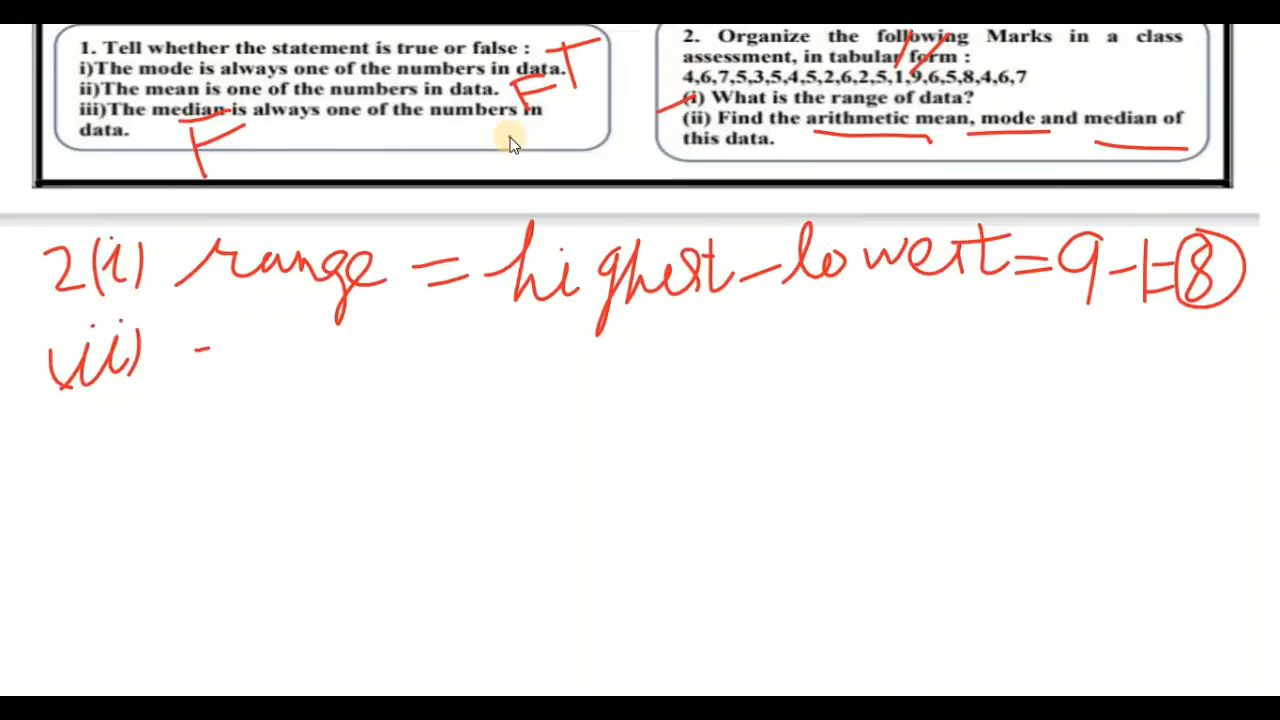 1. Tell whether the statement is true or false :
i)The mode is always one of the numbers in data. T
ii)The mean is one of the numbers in data. F
iii)The median is always one of the numbers in
data. F
2. Organize the following Marks in a class
assessment, in tabular form :
4,6,7,5,3,5,4,5,2,6,2,5,1,9,6,5,8,4,6,7
(i) What is the range of data?
(ii) Find the arithmetic mean, mode and median of
this data.
2(i) range = highest - lowest = 9 - 1 = 8
(ii) -